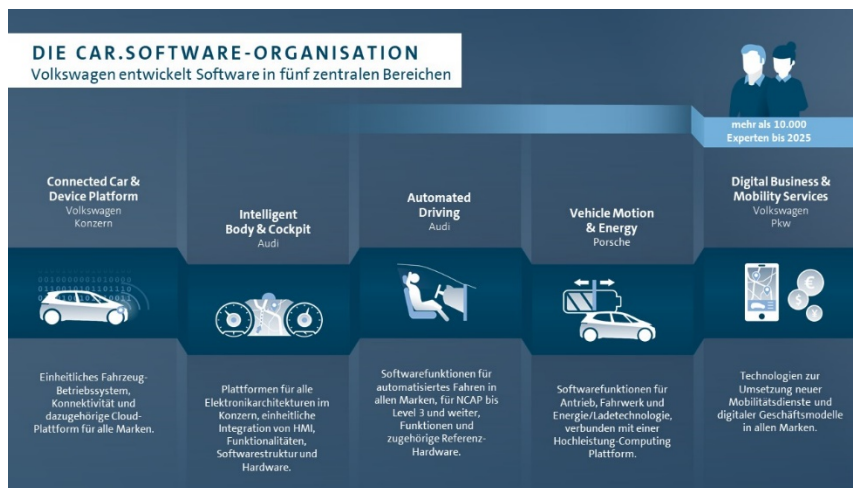 DIE CAR.SOFTWARE-ORGANISATION
Volkswagen entwickelt Software in fünf zentralen Bereichen
mehr als 10.000
Experten bis 2025
Connected Car &
Device Platform
Volkswagen
Konzern
Einheitliches Fahrzeug-
Betriebssystem,
Konnektivität und
dazugehörige Cloud-
Plattform für alle Marken.
Intelligent
Body & Cockpit
Audi
Plattformen für alle
Elektronikarchitekturen im
Konzern, einheitliche
Integration von HMI,
Funktionalitäten,
Softwarestruktur und
Hardware.
Automated
Driving
Audi
Softwarefunktionen für
automatisiertes Fahren in
allen Marken, für NCAP bis
Level 3 und weiter,
Funktionen und
zugehörige Referenz-
Hardware.
Vehicle Motion
& Energy
Porsche
Softwarefunktionen für
Antrieb, Fahrwerk und
Energie/Ladetechnologie,
verbunden mit einer
Hochleistung-Computing
Plattform.
Digital Business &
Mobility Services
Volkswagen
Pkw
€
$
¥
Technologien zur
Umsetzung neuer
Mobilitätsdienste und
digitaler Geschäftsmodelle
in allen Marken.